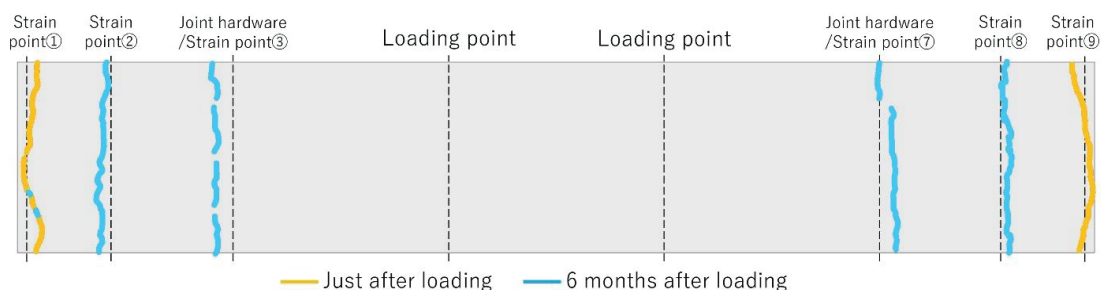 Strain
point①
Strain
point②
Joint hardware
/Strain point③
Loading point
Loading point
Joint hardware
/Strain point⑦
Strain
point⑧
Strain
point⑨
Just after loading
6 months after loading